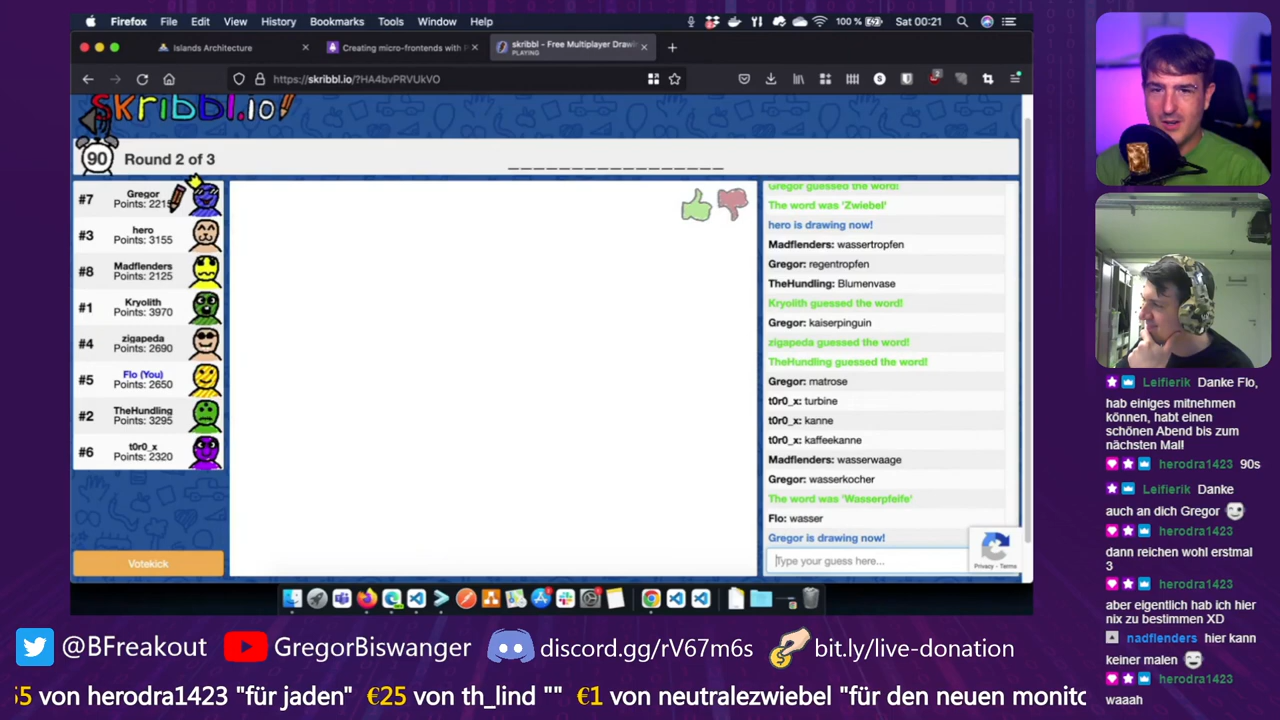 Firefox File Edit View History Bookmarks Tools Window Help
100 % Sat 00:21
Islands Architecture
Creating micro-frontends with
skribbl - Free Multiplayer Drawi
PLAYING
https://skribbl.io/?HA4bvPRVUkVO
skribbl.io!
90 Round 2 of 3
_ _ _ _ _ _ _ _ _ _ _ _ _ _ _ _ _
#7 Gregor
Points: 2215
#3 hero
Points: 3155
#8 Madflenders
Points: 2125
#1 Kryolith
Points: 3970
#4 zigapeda
Points: 2690
#5 Flo (You)
Points: 2650
#2 TheHundling
Points: 3295
#6 t0r0_x
Points: 2320
Votekick
Gregor guessed the word!
The word was 'Zwiebel'
hero is drawing now!
Madflenders: wassertropfen
Gregor: regentropfen
TheHundling: Blumenvase
Kryolith guessed the word!
Gregor: kaiserpinguin
zigapeda guessed the word!
TheHundling guessed the word!
Gregor: matrose
t0r0_x: turbine
t0r0_x: kanne
t0r0_x: kaffeekanne
Madflenders: wasserwaage
Gregor: wasserkocher
The word was 'Wasserpfeife'
Flo: wasser
Gregor is drawing now!
Type your guess here...
Privacy - Terms
Leifierik Danke Flo,
hab einiges mitnehmen
können, habt einen
schönen Abend bis zum
nächsten Mal!
herodra1423 90s
Leifierik Danke
auch an dich Gregor
herodra1423
dann reichen wohl erstmal
3
herodra1423
aber eigentlich hab ich hier
nix zu bestimmen XD
nadflenders hier kann
keiner malen
herodra1423
waaah
@BFreakout GregorBiswanger discord.gg/rV67m6s bit.ly/live-donation
von herodra1423 "für jaden" €25 von th_lind "" €1 von neutralezwiebel "für den neuen monito